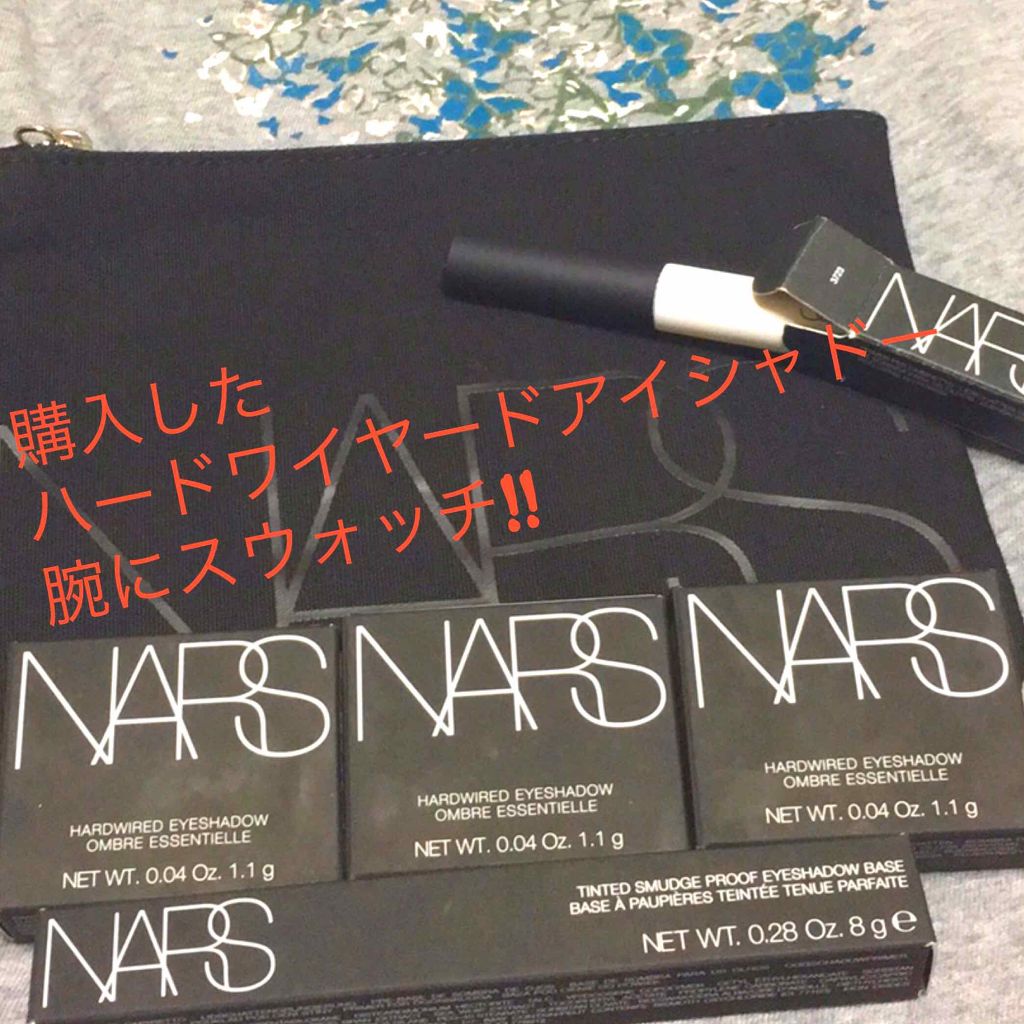 3723
NARS
購入した
ハードワイヤードアイシャドー
腕にスウォッチ!!
NARS
NARS
HARDWIRED EYESHADOW
OMBRE ESSENTIELLE
NET WT. 0.04 Oz. 1.1 g
NARS
HARDWIRED EYESHADOW
OMBRE ESSENTIELLE
NET WT. 0.04 Oz. 1.1 g
NARS
HARDWIRED EYESHADOW
OMBRE ESSENTIELLE
NET WT. 0.04 Oz. 1.1 g
NARS
TINTED SMUDGE PROOF EYESHADOW BASE
BASE À PAUPIÈRES TEINTÉE TENUE PARFAITE
NET WT. 0.28 Oz. 8 g e